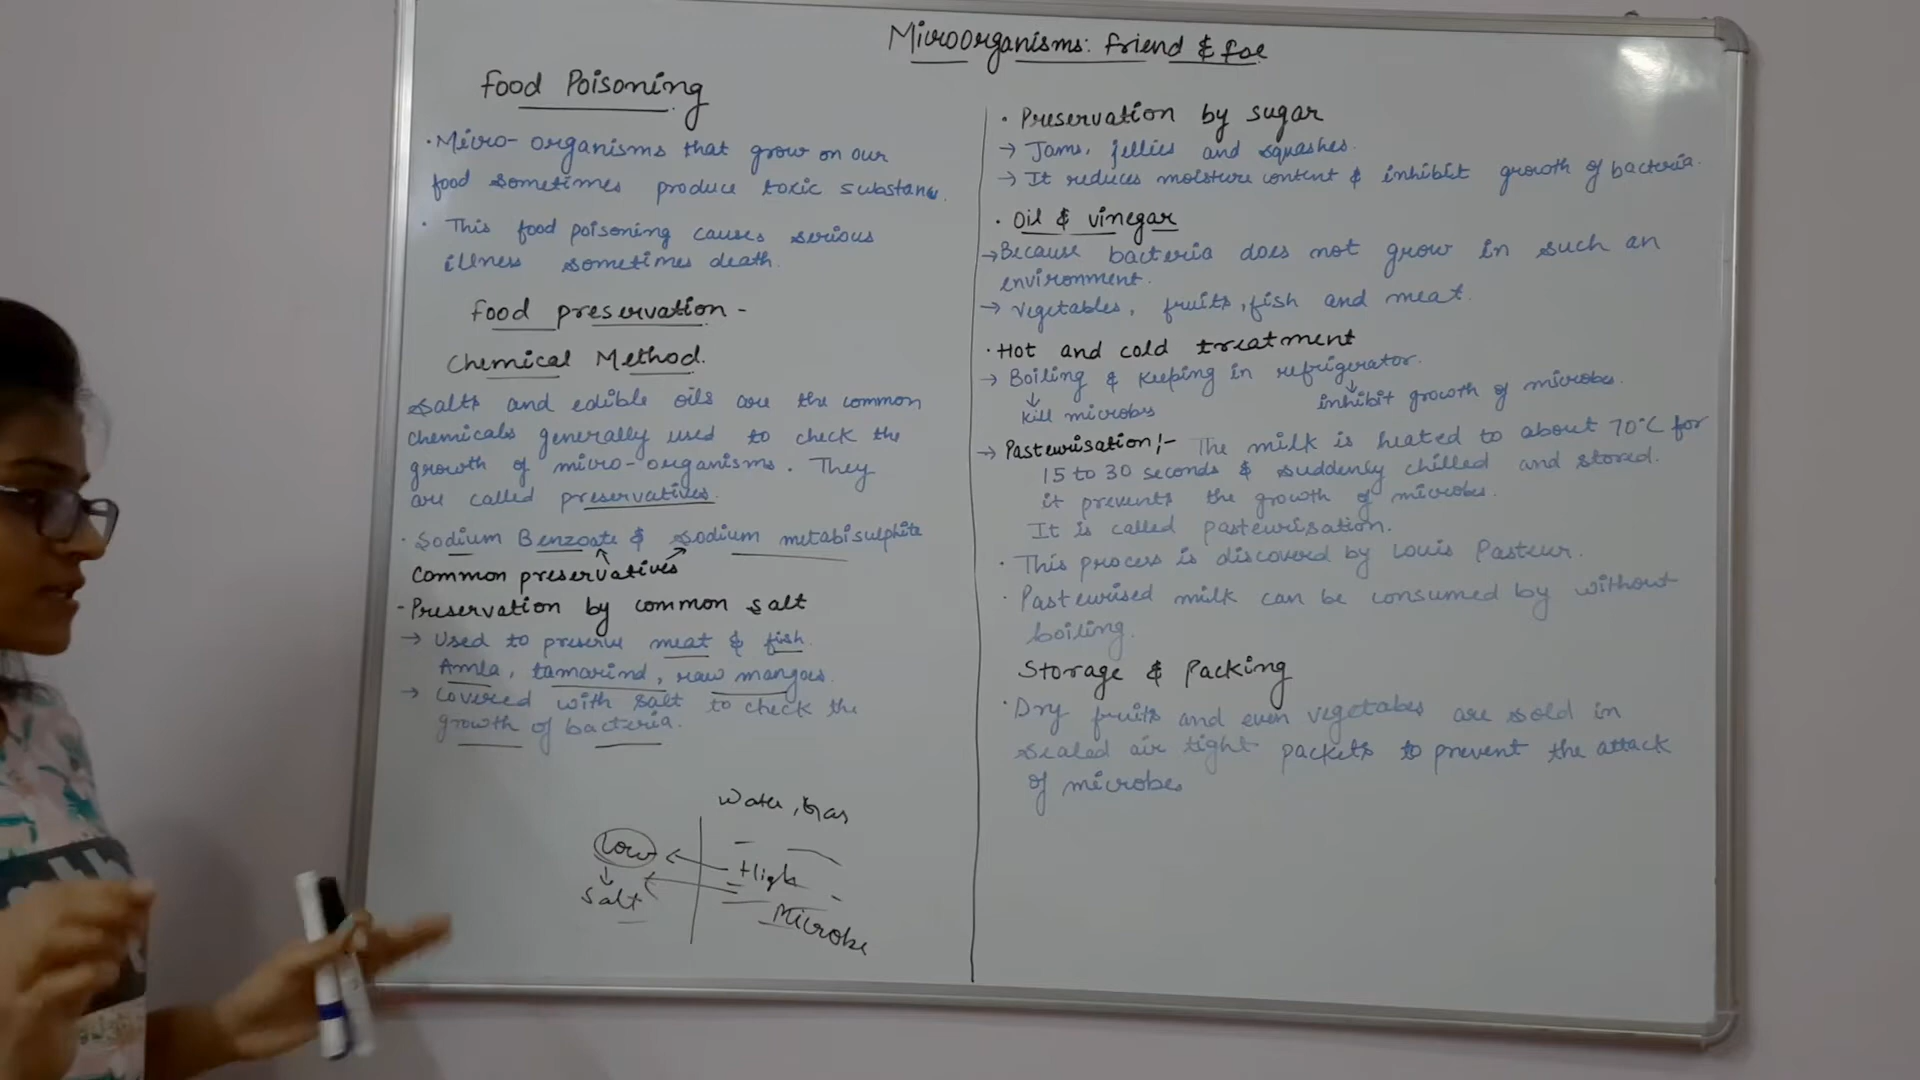 Microorganisms: Friend & foe
Food Poisoning
· Micro-organisms that grow on our
food sometimes produce toxic substance.
· This food poisoning causes serious
illness sometimes death.
Food preservation -
Chemical Method.
Salts and edible oils are the common
chemicals generally used to check the
growth of micro-organisms. They
are called preservatives.
· Sodium Benzoate & Sodium metabisulphite
Common preservatives
- Preservation by common salt
→ Used to preserve meat & fish.
Amla, tamarind, raw mangoes.
→ Covered with salt to check the
growth of bacteria.
Water, Gas
Low ← High
↓
Salt
Microbe
· Preservation by sugar
→ Jams, jellies and squashes.
→ It reduces moisture content & inhibit growth of bacteria.
· Oil & vinegar
→ Because bacteria does not grow in such an
environment.
→ vegetables, fruits, fish and meat.
· Hot and cold treatment
→ Boiling & keeping in refrigerator.
↓ ↓
kill microbes inhibit growth of microbes.
→ Pasteurisation:- The milk is heated to about 70°C for
15 to 30 seconds & suddenly chilled and stored.
it prevents the growth of microbes.
It is called pasteurisation.
· This process is discovered by Louis Pasteur.
· Pasteurised milk can be consumed by without
boiling.
Storage & Packing
· Dry fruits and even vegetabes are sold in
sealed air tight packets to prevent the attack
of microbes